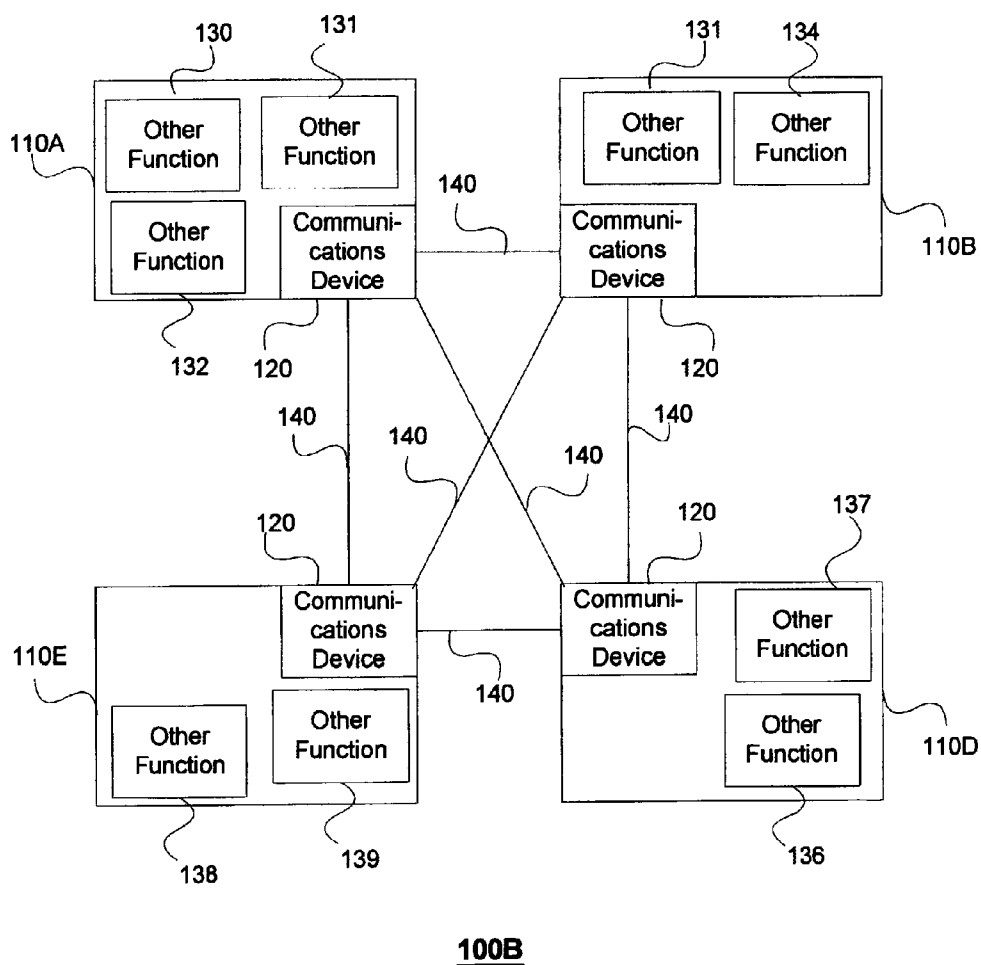 130
131
131
134
110A
Other
Function
Other
Function
Other
Function
Other
Function
140
Other
Function
Communi-
cations
Device
Communi-
cations
Device
110B
132
120
120
140
140
140
140
120
120
137
110E
Communi-
cations
Device
Communi-
cations
Device
Other
Function
140
110D
Other
Function
Other
Function
Other
Function
138
139
136
100B